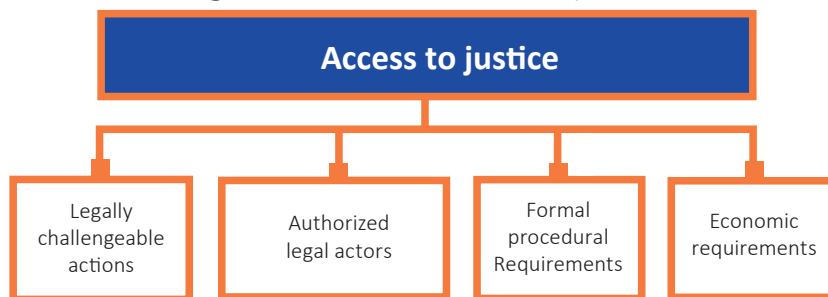 Access to justice
Legally
challengeable
actions
Authorized
legal actors
Formal
procedural
Requirements
Economic
requirements